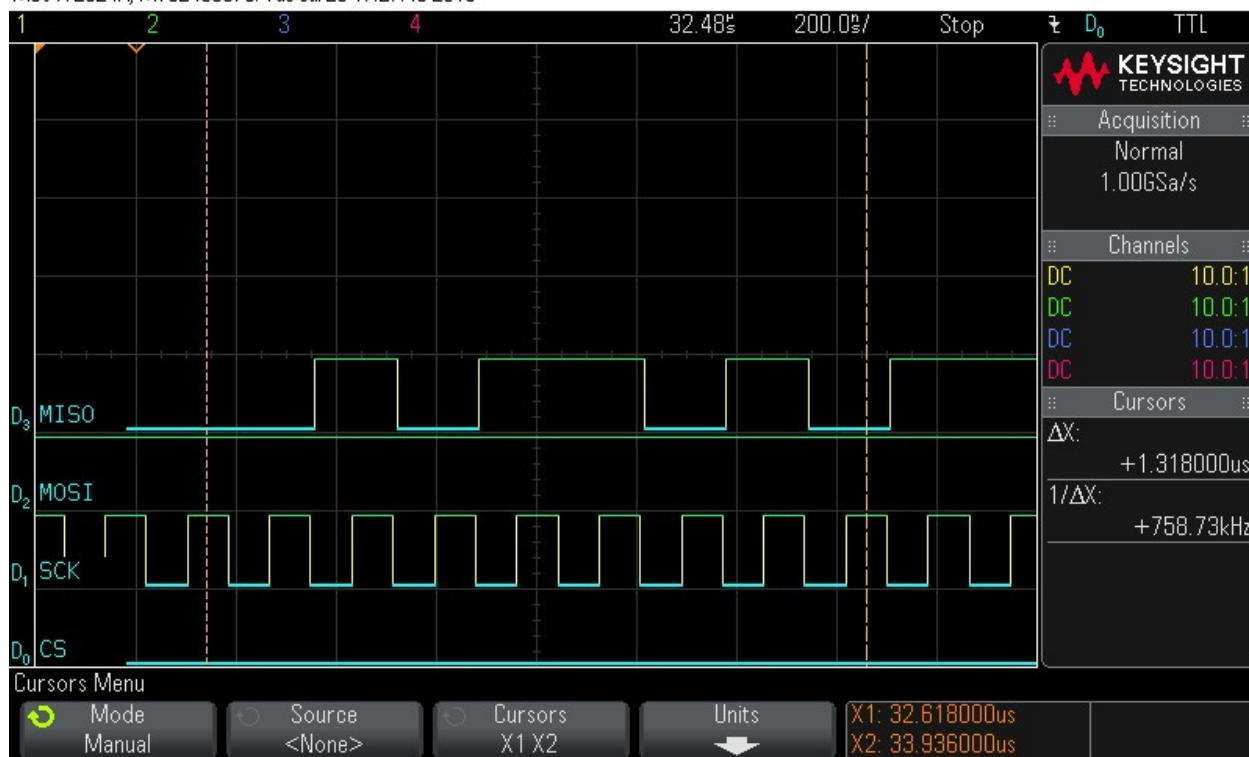 1 2 3 4 32.48µs 200.0ns/ Stop D₀ TTL
KEYSIGHT
TECHNOLOGIES
Acquisition
Normal
1.00GSa/s
Channels
DC 10.0:1
DC 10.0:1
DC 10.0:1
DC 10.0:1
Cursors
ΔX:
+1.318000us
1/ΔX:
+758.73kHz
D₃ MISO
D₂ MOSI
D₁ SCK
D₀ CS
Cursors Menu
Mode
Manual
Source
<None>
Cursors
X1 X2
Units
X1: 32.618000us
X2: 33.936000us